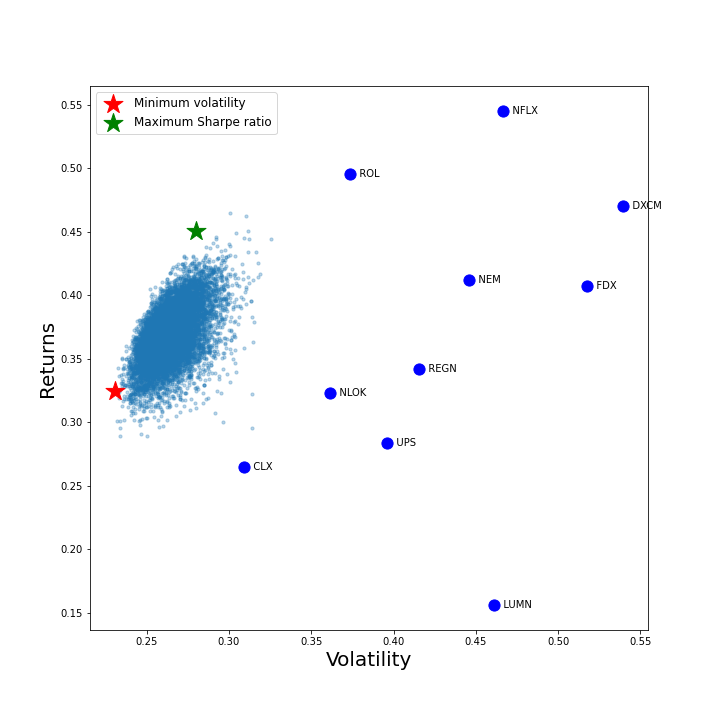 Minimum volatility
Maximum Sharpe ratio
0.55
0.50
0.45
0.40
0.35
0.30
0.25
0.20
0.15
Returns
NFLX
ROL
DXCM
NEM
FDX
REGN
NLOK
UPS
CLX
LUMN
0.25
0.30
0.35
0.40
0.45
0.50
0.55
Volatility